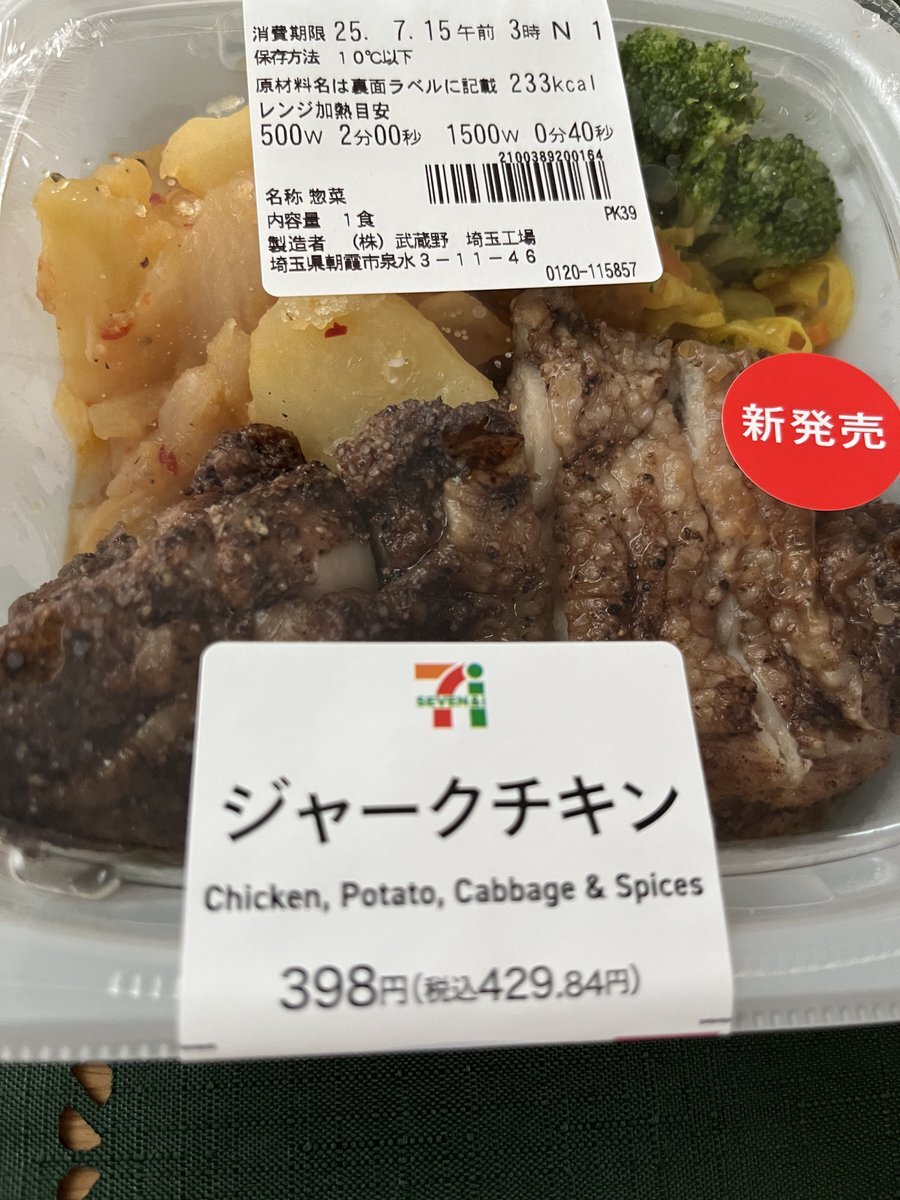 消費期限 25. 7.15午前 3時 N 1
保存方法 10℃以下
原材料名は裏面ラベルに記載 233kcal
レンジ加熱目安
500W 2分00秒 1500W 0分40秒
2100389200164
名称 惣菜
内容量 1食
PK39
製造者 (株)武蔵野 埼玉工場
埼玉県朝霞市泉水3-11-46
0120-115857
新発売
SEVEN&i
ジャークチキン
Chicken, Potato, Cabbage & Spices
398円(税込429.84円)